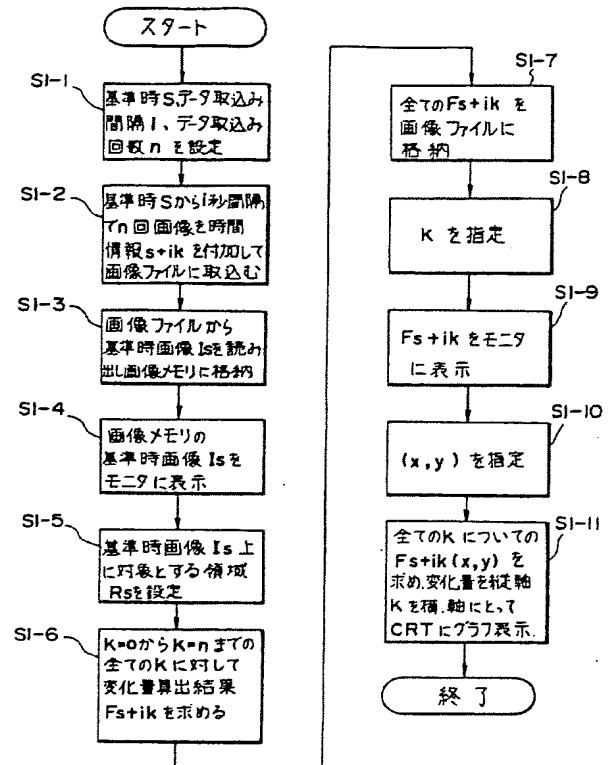 スタート
S1-1
基準時S、データ取込み
間隔i、データ取込み
回数nを設定
S1-2
基準時Sからi秒間隔
でn回画像を時間
情報s+ikを付加して
画像ファイルに取込む
S1-3
画像ファイルから
基準時画像Isを読み
出し画像メモリに格納
S1-4
画像メモリの
基準時画像Isを
モニタに表示
S1-5
基準時画像Is上
に対象とする領域
Rsを設定
S1-6
K=0からK=nまでの
全てのKに対して
変化量算出結果
Fs+ikを求める
S1-7
全てのFs+ikを
画像ファイルに
格納
S1-8
Kを指定
S1-9
Fs+ikをモニタ
に表示
S1-10
(x,y)を指定
S1-11
全てのKについての
Fs+ik(x,y)を
求め、変化量を縦軸
Kを横軸にとって
CRTにグラフ表示.
終了